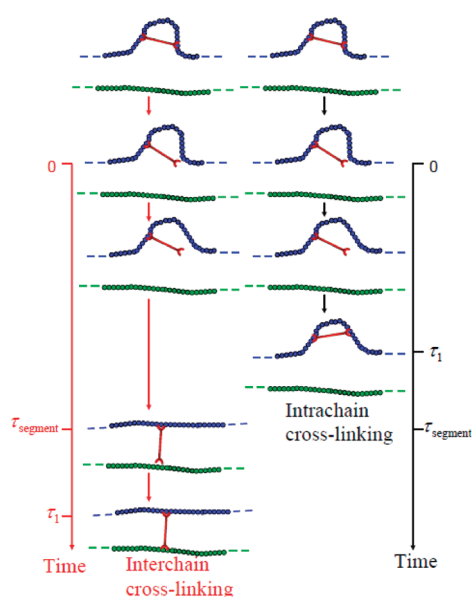 0
0
τ1
Intrachain
cross-linking
τsegment
τsegment
τ1
Time
Interchain
cross-linking
Time